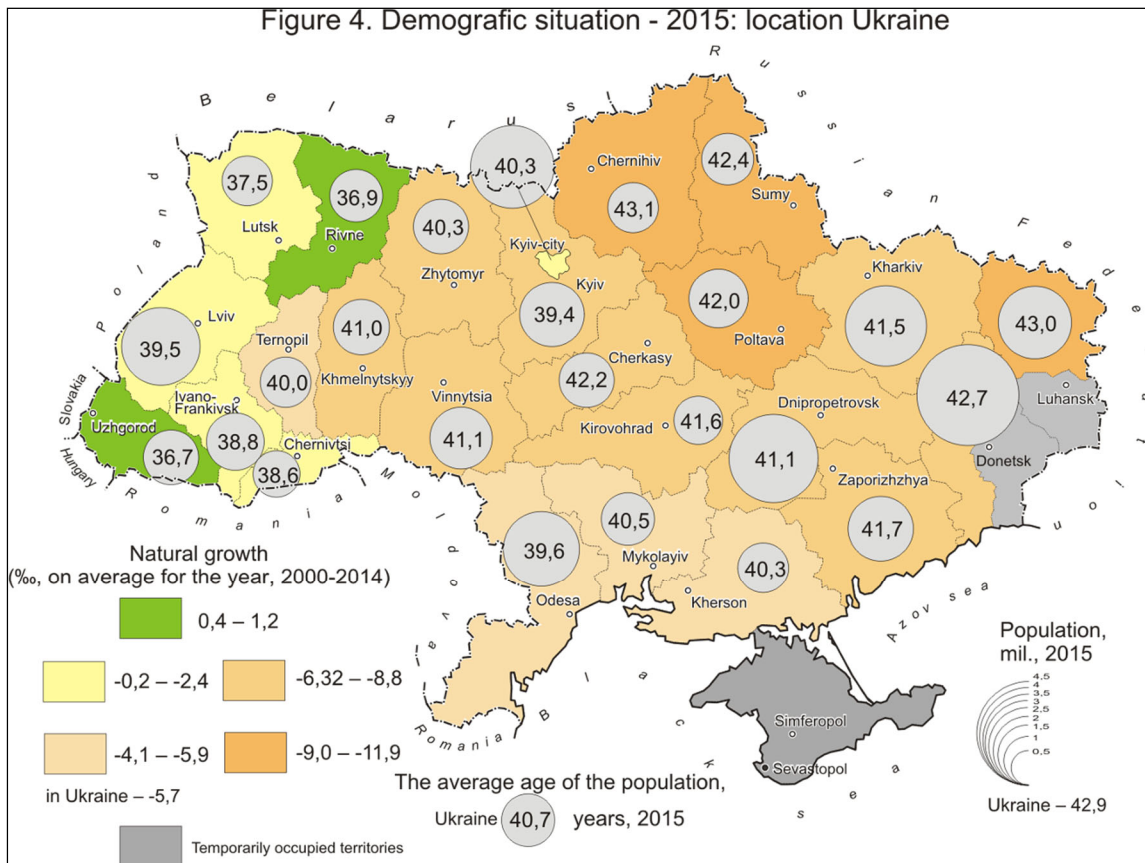 Figure 4. Demografic situation - 2015: location Ukraine
Belarus
Russian Federation
Poland
Slovakia
Hungary
Romania
Moldova
Romania
Black sea
Azov sea
37,5
Lutsk
36,9
Rivne
40,3
Zhytomyr
40,3
Kyiv-city
Kyiv
39,4
Chernihiv
43,1
42,4
Sumy
42,0
Poltava
Kharkiv
41,5
43,0
Luhansk
42,7
Donetsk
Lviv
39,5
Ternopil
40,0
41,0
Khmelnytskyy
Vinnytsia
41,1
Cherkasy
42,2
Kirovohrad
41,6
Dnipropetrovsk
41,1
Zaporizhzhya
41,7
Ivano-
Frankivsk
38,8
Uzhgorod
36,7
Chernivtsi
38,6
39,6
Odesa
40,5
Mykolayiv
40,3
Kherson
Simferopol
Sevastopol
Natural growth
(‰, on average for the year, 2000-2014)
0,4 – 1,2
-0,2 – -2,4
-6,32 – -8,8
-4,1 – -5,9
-9,0 – -11,9
in Ukraine – -5,7
Temporarily occupied territories
The average age of the population,
Ukraine 40,7 years, 2015
Population,
mil., 2015
4,5
4
3,5
3
2,5
2
1,5
1
0,5
Ukraine – 42,9